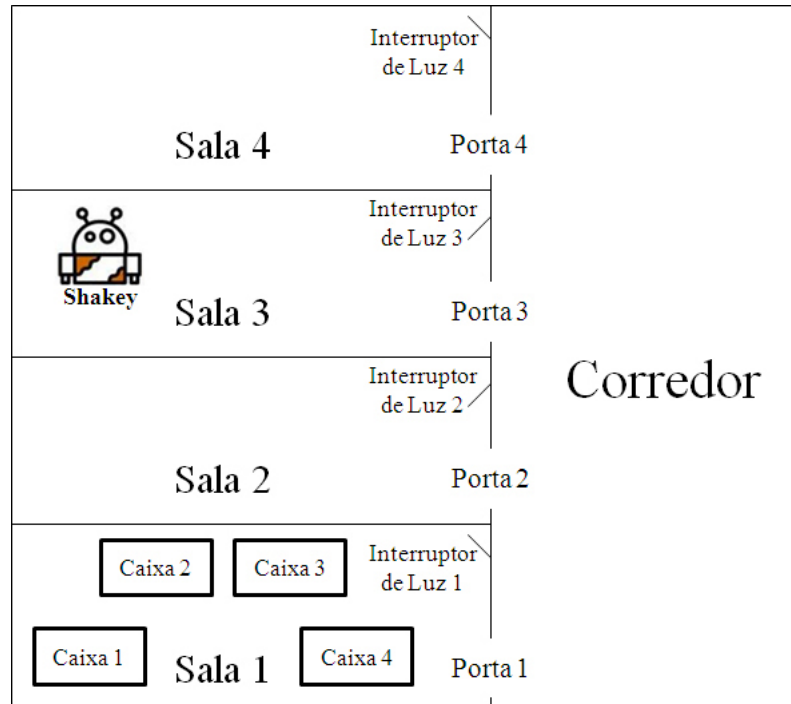 Interruptor
de Luz 4
Sala 4
Porta 4
Interruptor
de Luz 3
Shakey
Sala 3
Porta 3
Corredor
Interruptor
de Luz 2
Sala 2
Porta 2
Interruptor
de Luz 1
Caixa 2
Caixa 3
Caixa 1
Sala 1
Caixa 4
Porta 1